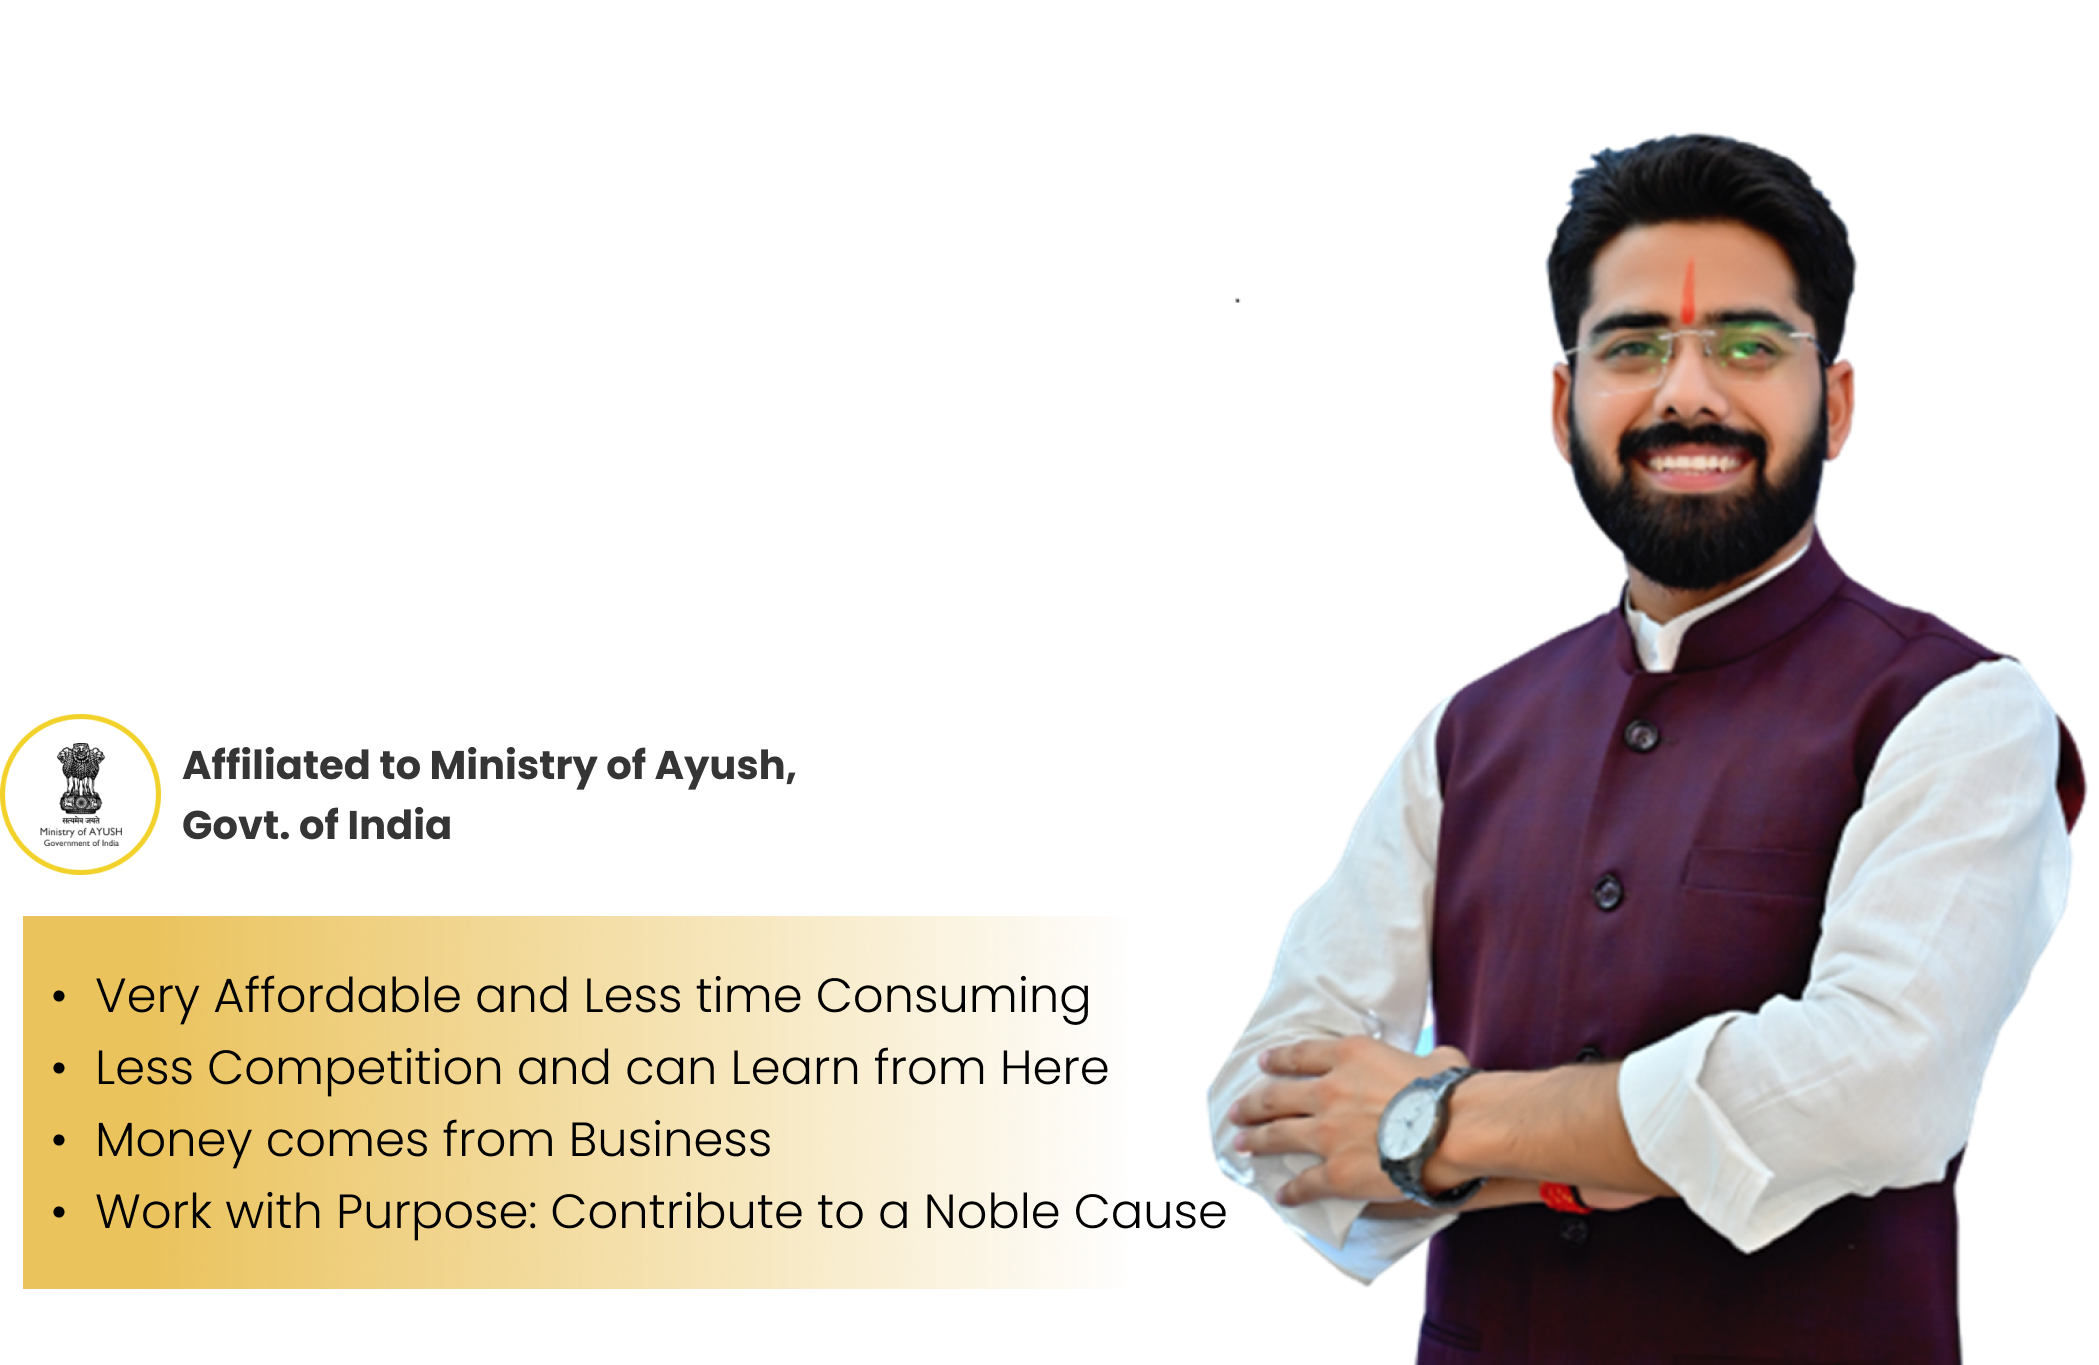 सत्यमेव जयते
Ministry of AYUSH
Government of India
Affiliated to Ministry of Ayush,
Govt. of India
• Very Affordable and Less time Consuming
• Less Competition and can Learn from Here
• Money comes from Business
• Work with Purpose: Contribute to a Noble Cause